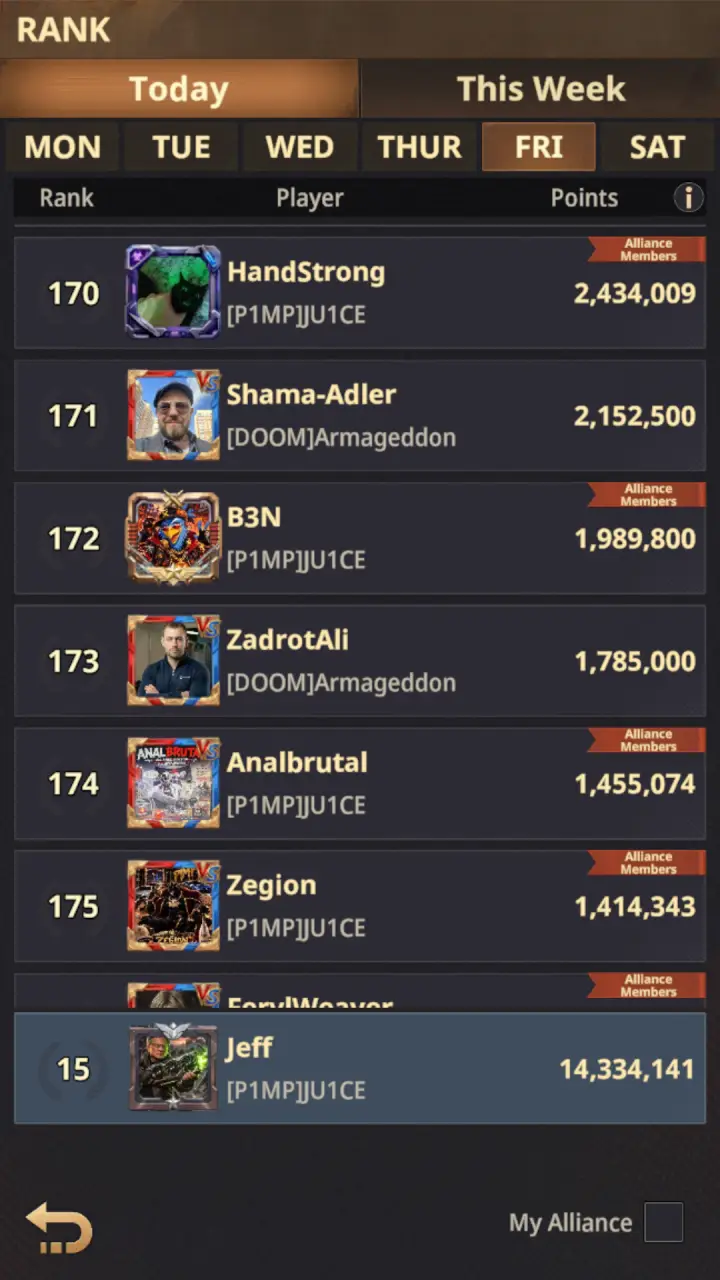 RANK
Today
This Week
MON
TUE
WED
THUR
FRI
SAT
Rank
Player
Points
Alliance
Members
170
HandStrong
[P1MP]JU1CE
2,434,009
171
Shama-Adler
[DOOM]Armageddon
2,152,500
Alliance
Members
172
B3N
[P1MP]JU1CE
1,989,800
173
ZadrotAli
[DOOM]Armageddon
1,785,000
Alliance
Members
174
Analbrutal
[P1MP]JU1CE
1,455,074
Alliance
Members
175
Zegion
[P1MP]JU1CE
1,414,343
Alliance
Members
15
Jeff
[P1MP]JU1CE
14,334,141
My Alliance